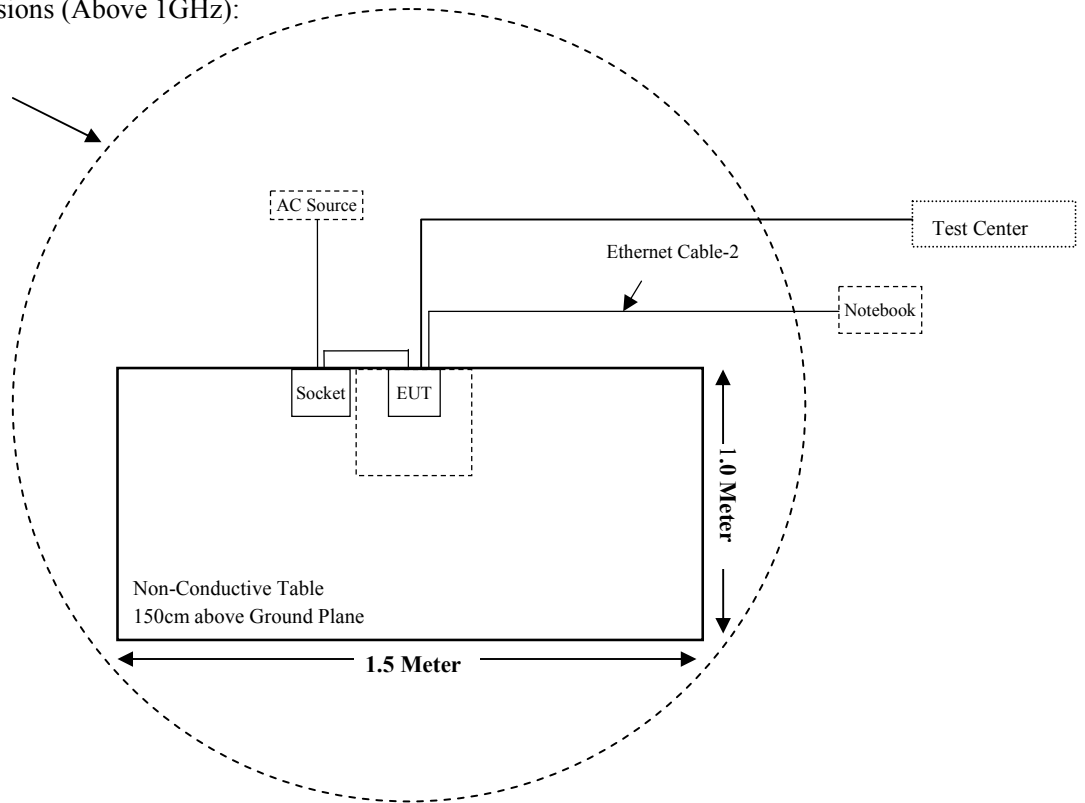 sions (Above 1GHz):
AC Source
Test Center
Ethernet Cable-2
Notebook
Socket
EUT
1.0 Meter
Non-Conductive Table
150cm above Ground Plane
1.5 Meter